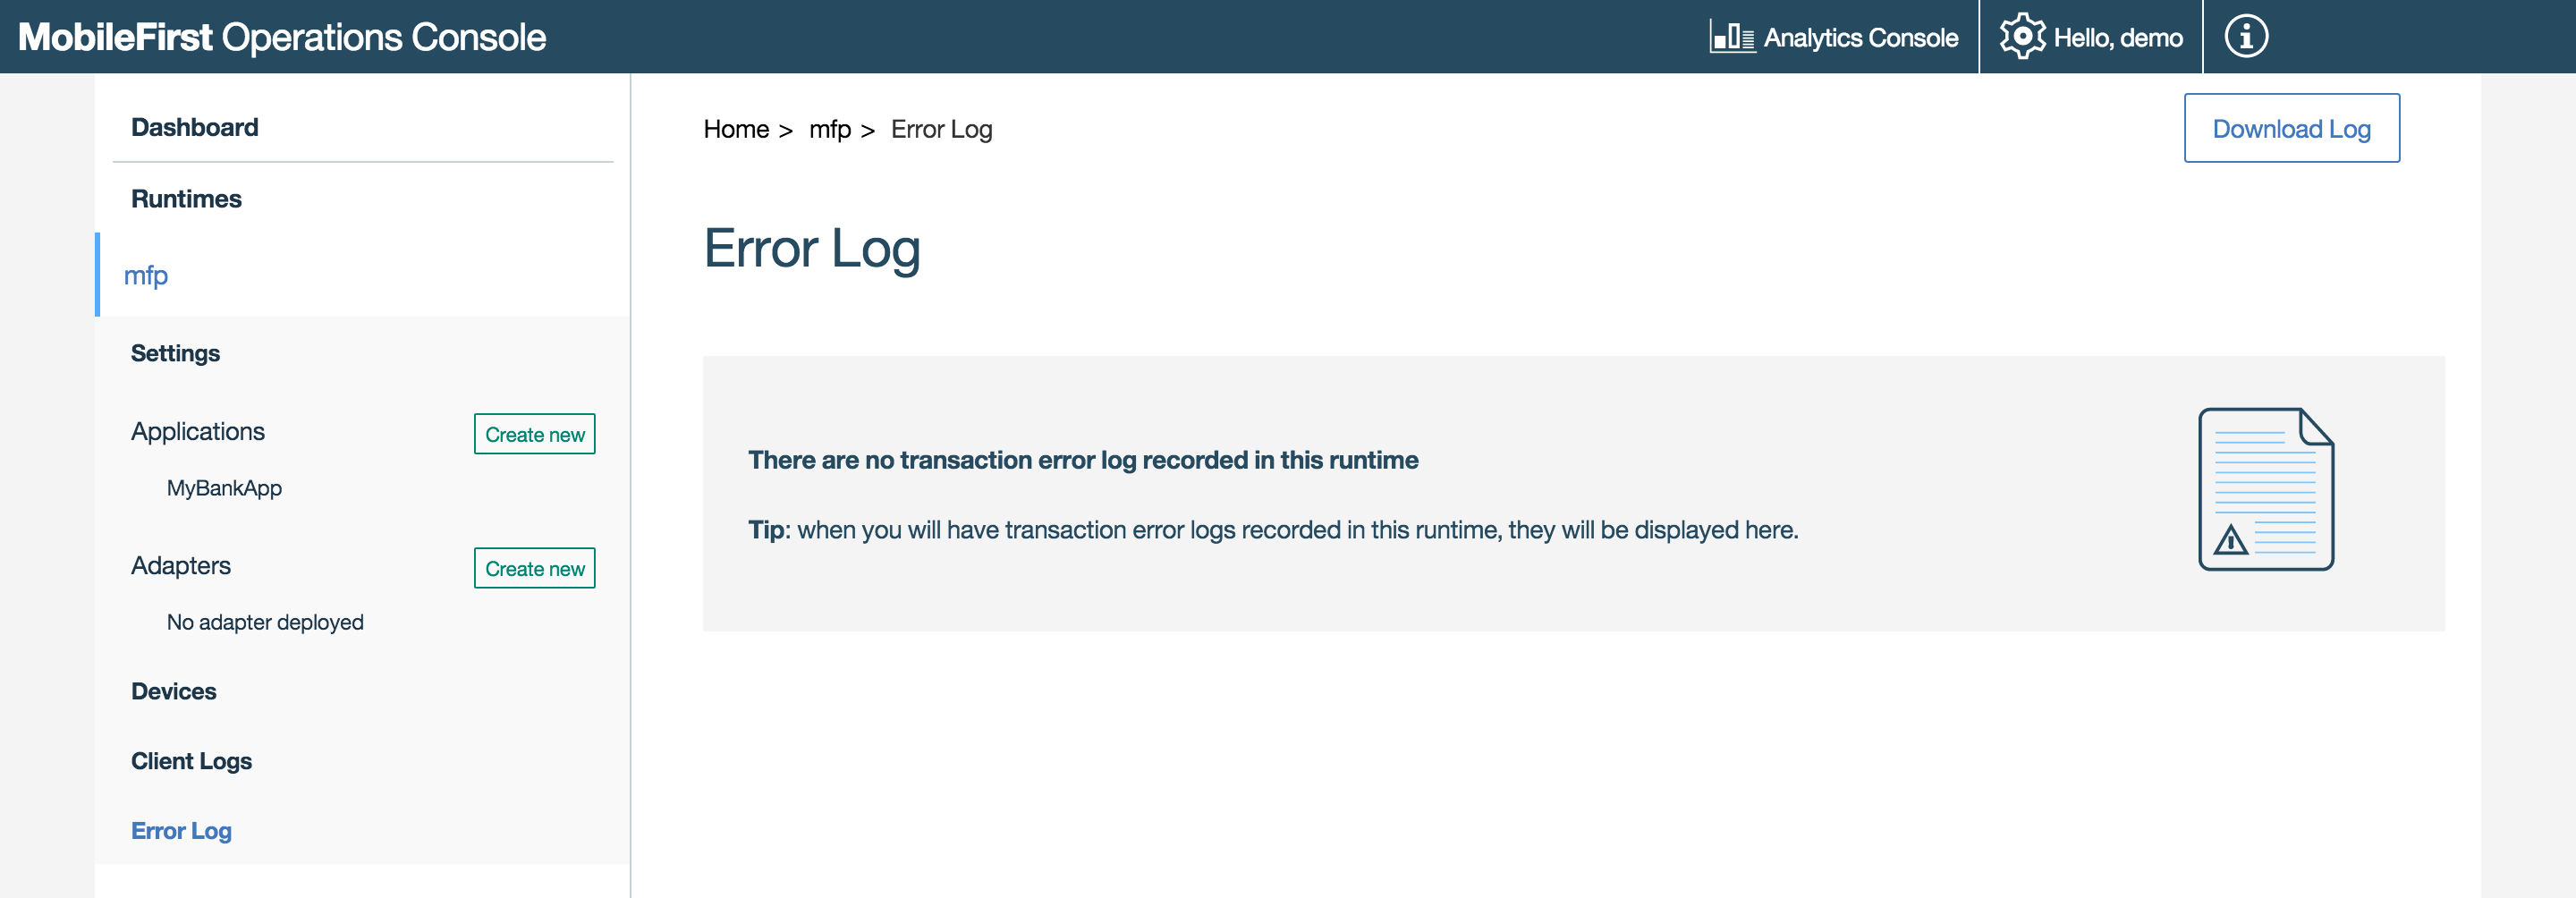 MobileFirst Operations Console
Analytics Console
Hello, demo
Dashboard
Runtimes
mfp
Settings
Applications
Create new
MyBankApp
Adapters
Create new
No adapter deployed
Devices
Client Logs
Error Log
Home > mfp > Error Log
Download Log
Error Log
There are no transaction error log recorded in this runtime
Tip: when you will have transaction error logs recorded in this runtime, they will be displayed here.